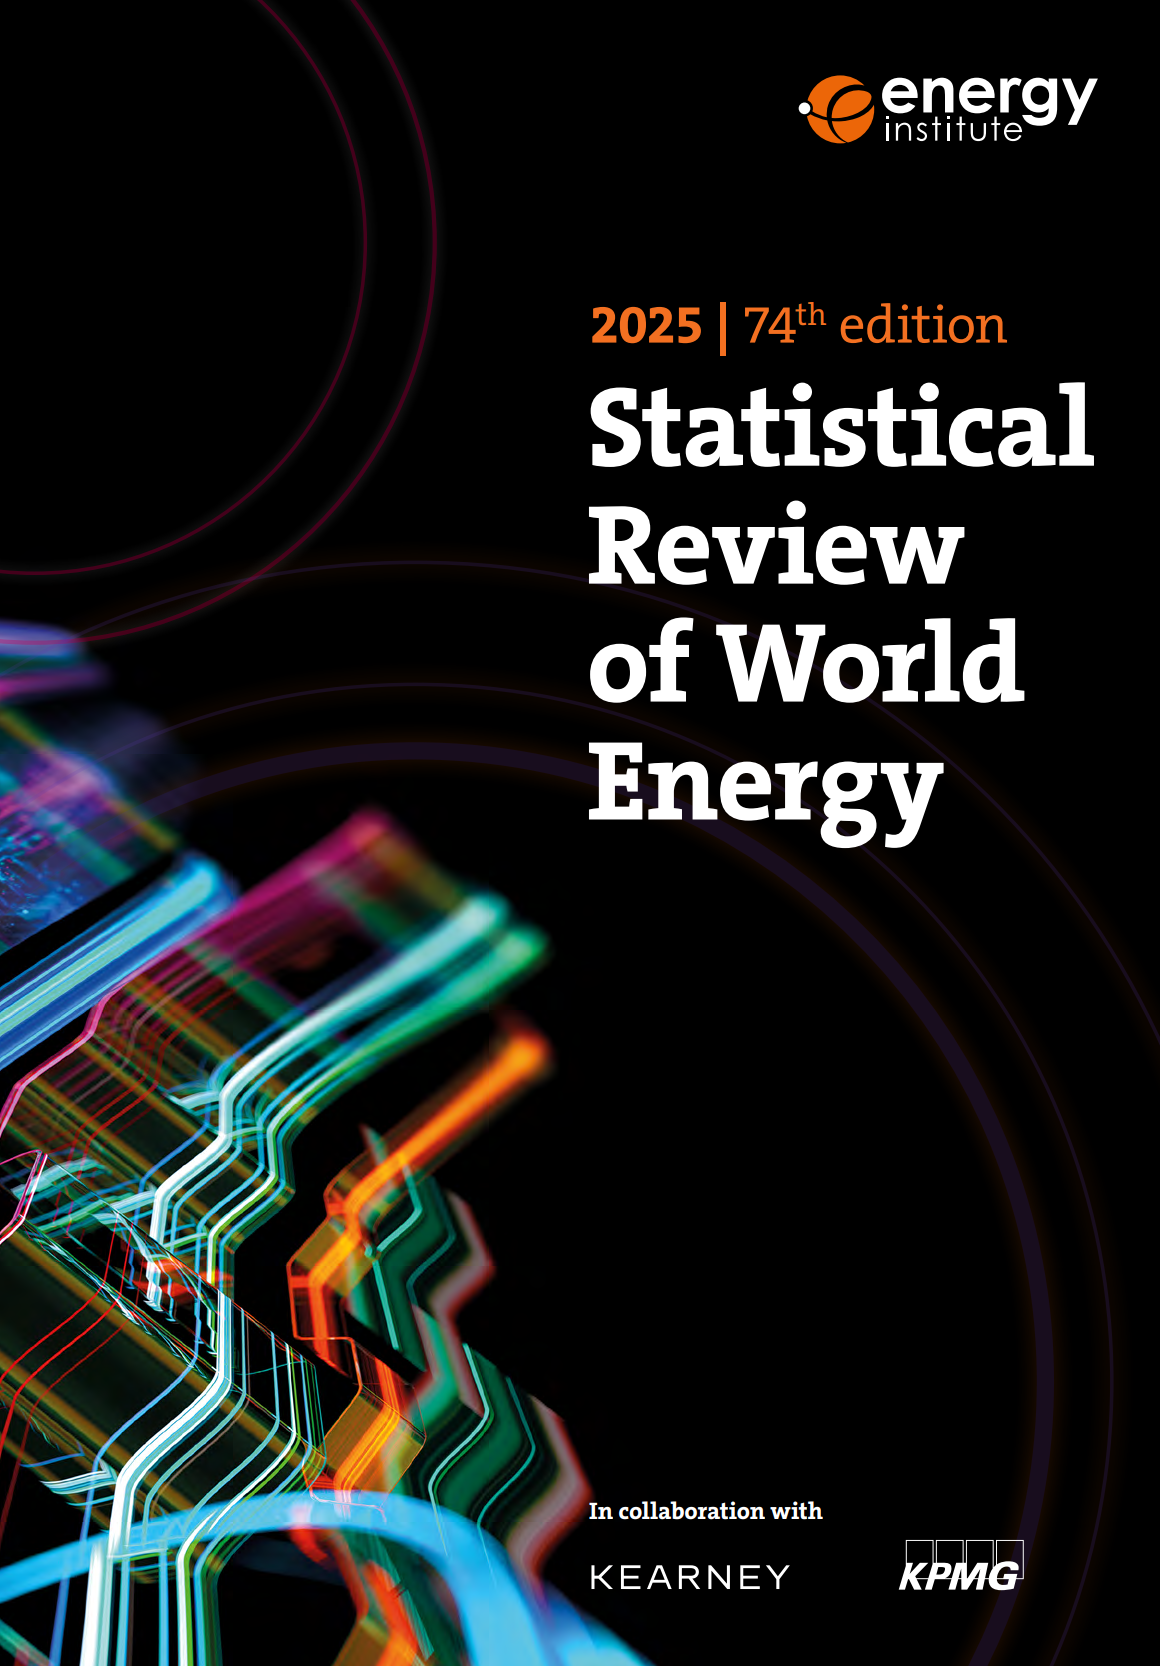 energy
institute
2025 | 74th edition
Statistical
Review
of World
Energy
In collaboration with
KEARNEY
KPMG